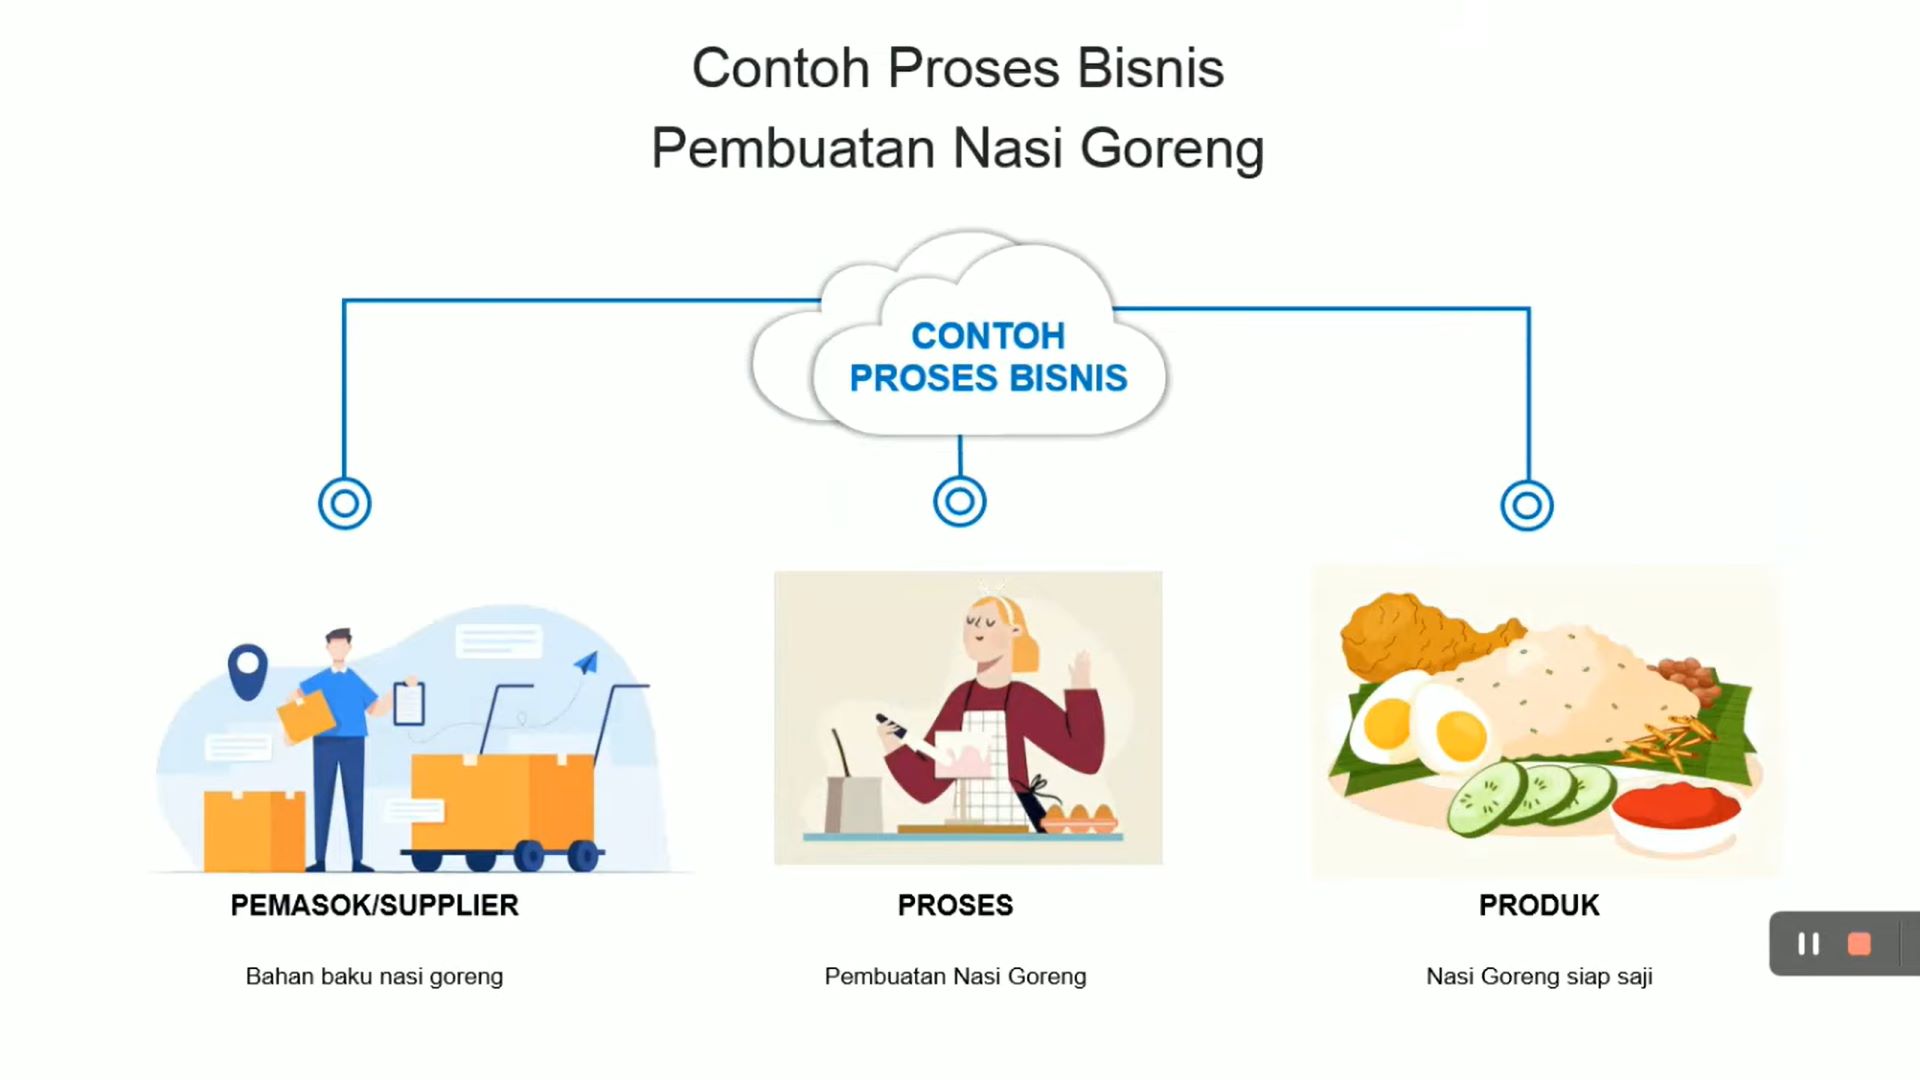 Contoh Proses Bisnis
Pembuatan Nasi Goreng
CONTOH
PROSES BISNIS
PEMASOK/SUPPLIER
PROSES
PRODUK
Bahan baku nasi goreng
Pembuatan Nasi Goreng
Nasi Goreng siap saji